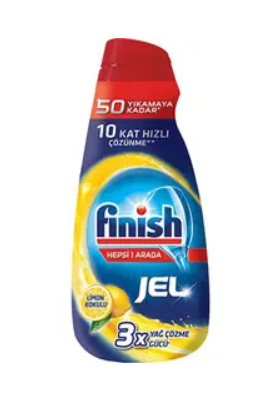 50 YIKAMAYA
KADAR*
10 KAT HIZLI
ÇÖZÜNME**
finish
HEPSİ 1 ARADA
JEL
LİMON
KOKULU
3x YAĞ ÇÖZME
GÜCÜ